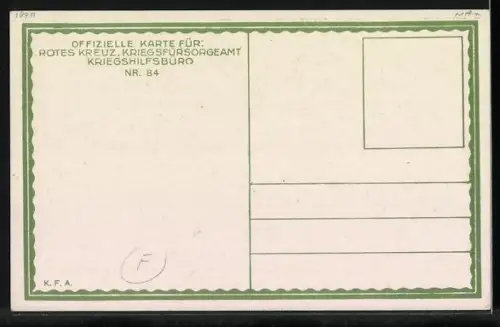 OFFIZIELLE KARTE FÜR:
ROTES KREUZ, KRIEGSFÜRSORGEAMT
KRIEGSHILFSBÜRO
NR. 84
F
K. F. A.